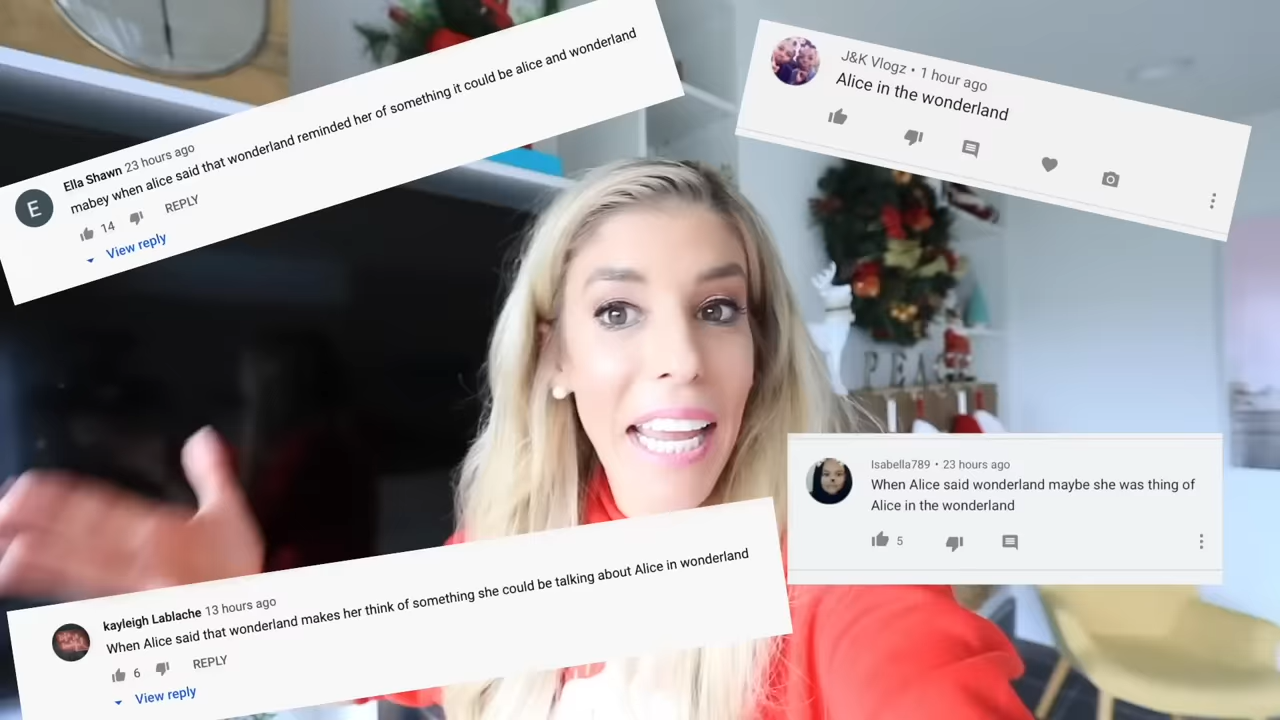 Ella Shawn 23 hours ago
mabey when alice said that wonderland reminded her of something it could be alice and wonderland
14 REPLY
View reply
E
J&K Vlogz • 1 hour ago
Alice in the wonderland
PEA
Isabella789 • 23 hours ago
When Alice said wonderland maybe she was thing of
Alice in the wonderland
5
kayleigh Lablache 13 hours ago
When Alice said that wonderland makes her think of something she could be talking about Alice in wonderland
6 REPLY
View reply